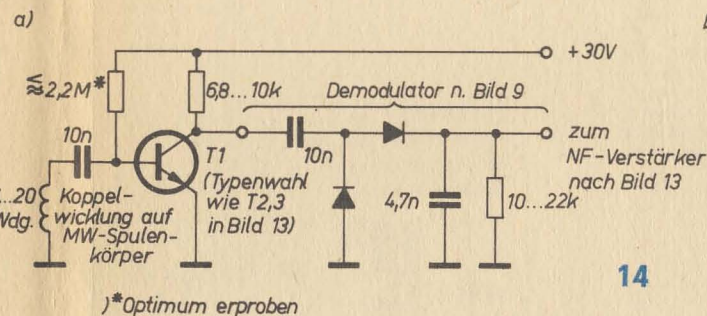 a)
+30V
≲2,2M*
6,8...10k
Demodulator n. Bild 9
10n
T1
10n
zum
NF-Verstärker
nach Bild 13
(Typenwahl
wie T2,3
in Bild 13)
4,7n
10...22k
...20
Wdg.
Koppel-
wicklung auf
MW-Spulen-
körper
14
)*Optimum erproben